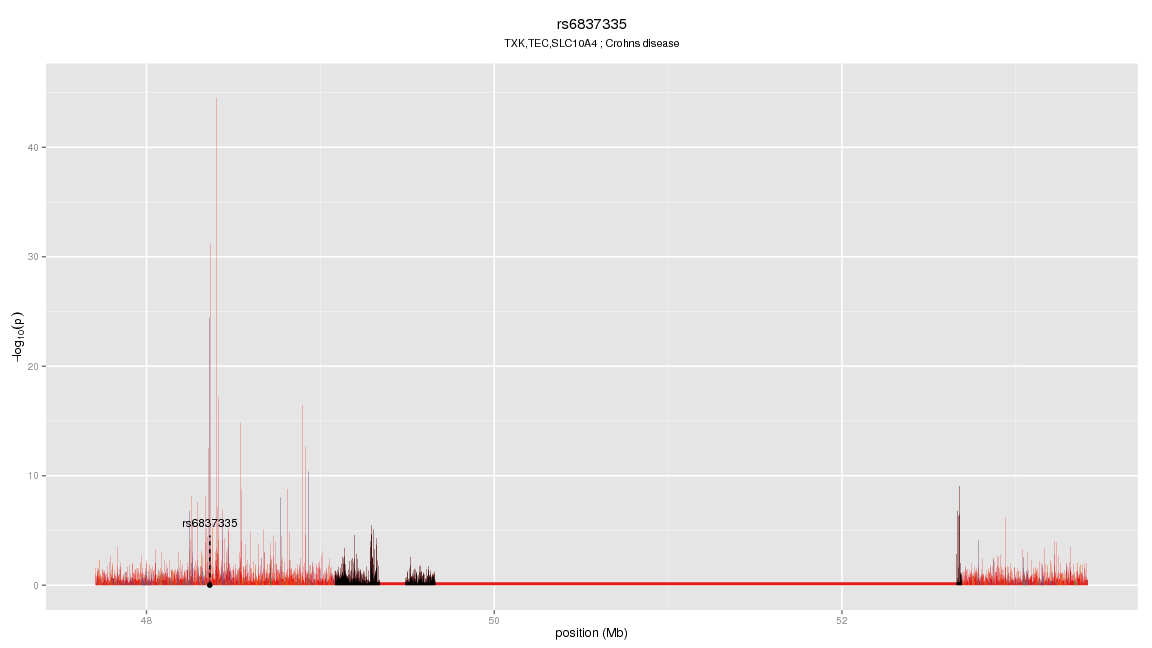 rs6837335
TXK,TEC,SLC10A4 ; Crohns disease
40
30
20
10
0
−log10(p)
rs6837335
48
50
52
position (Mb)